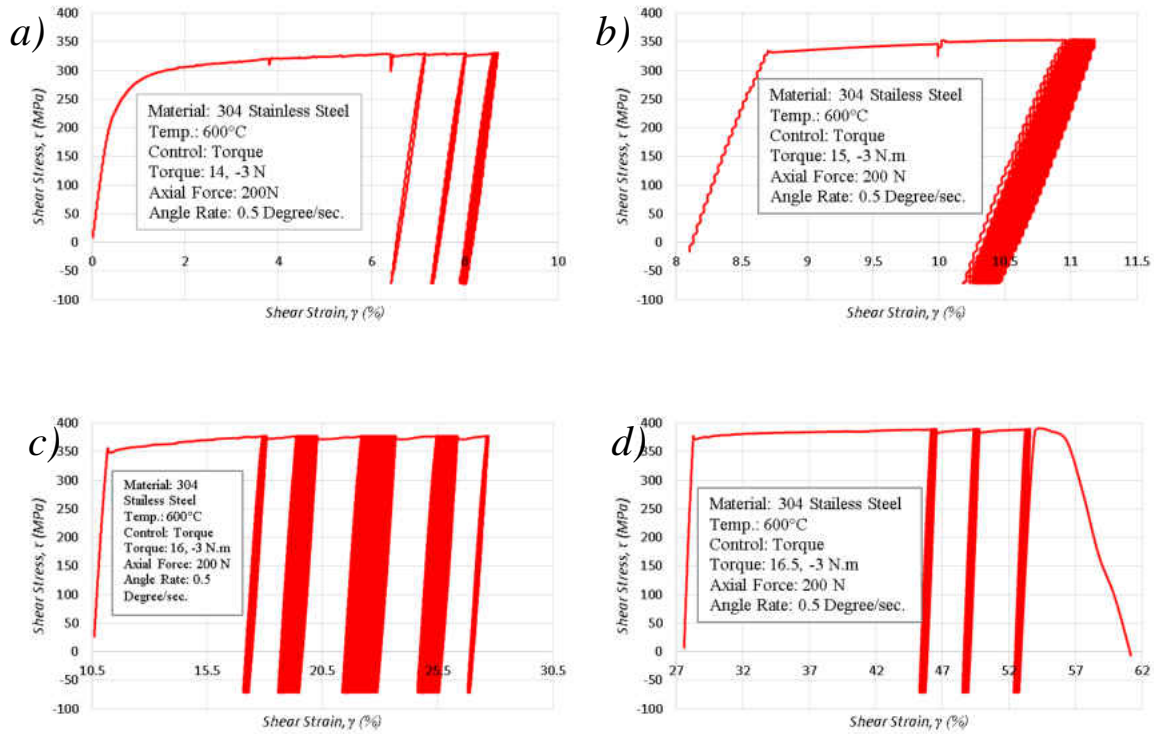 a)
400
350
300
250
200
150
100
50
0
-50
-100
Shear Stress, τ (MPa)
Material: 304 Stainless Steel
Temp.: 600°C
Control: Torque
Torque: 14, -3 N
Axial Force: 200N
Angle Rate: 0.5 Degree/sec.
0 2 4 6 8 10
Shear Strain, γ (%)
b)
400
350
300
250
200
150
100
50
0
-50
-100
Shear Stress, τ (MPa)
Material: 304 Stailess Steel
Temp.: 600°C
Control: Torque
Torque: 15, -3 N.m
Axial Force: 200 N
Angle Rate: 0.5 Degree/sec.
8 8.5 9 9.5 10 10.5 11 11.5
Shear Strain, γ (%)
c)
400
350
300
250
200
150
100
50
0
-50
-100
Shear Stress, τ (MPa)
Material: 304
Stailess Steel
Temp.: 600°C
Control: Torque
Torque: 16, -3 N.m
Axial Force: 200 N
Angle Rate: 0.5
Degree/sec.
10.5 15.5 20.5 25.5 30.5
Shear Strain, γ (%)
d)
400
350
300
250
200
150
100
50
0
-50
-100
Shear Stress, τ (MPa)
Material: 304 Stailess Steel
Temp.: 600°C
Control: Torque
Torque: 16.5, -3 N.m
Axial Force: 200 N
Angle Rate: 0.5 Degree/sec.
27 32 37 42 47 52 57 62
Shear Strain, γ (%)